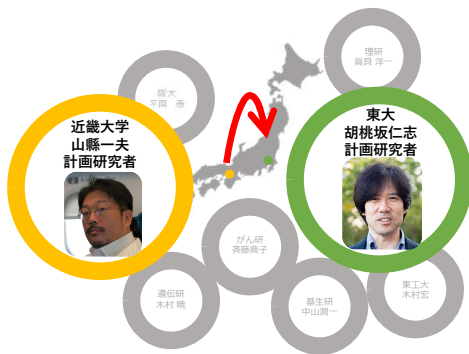 理研
眞貝 洋一
阪大
平岡 泰
近畿大学
山縣一夫
計画研究者
東大
胡桃坂仁志
計画研究者
がん研
斉藤典子
遺伝研
木村 暁
基生研
中山潤一
東工大
木村宏